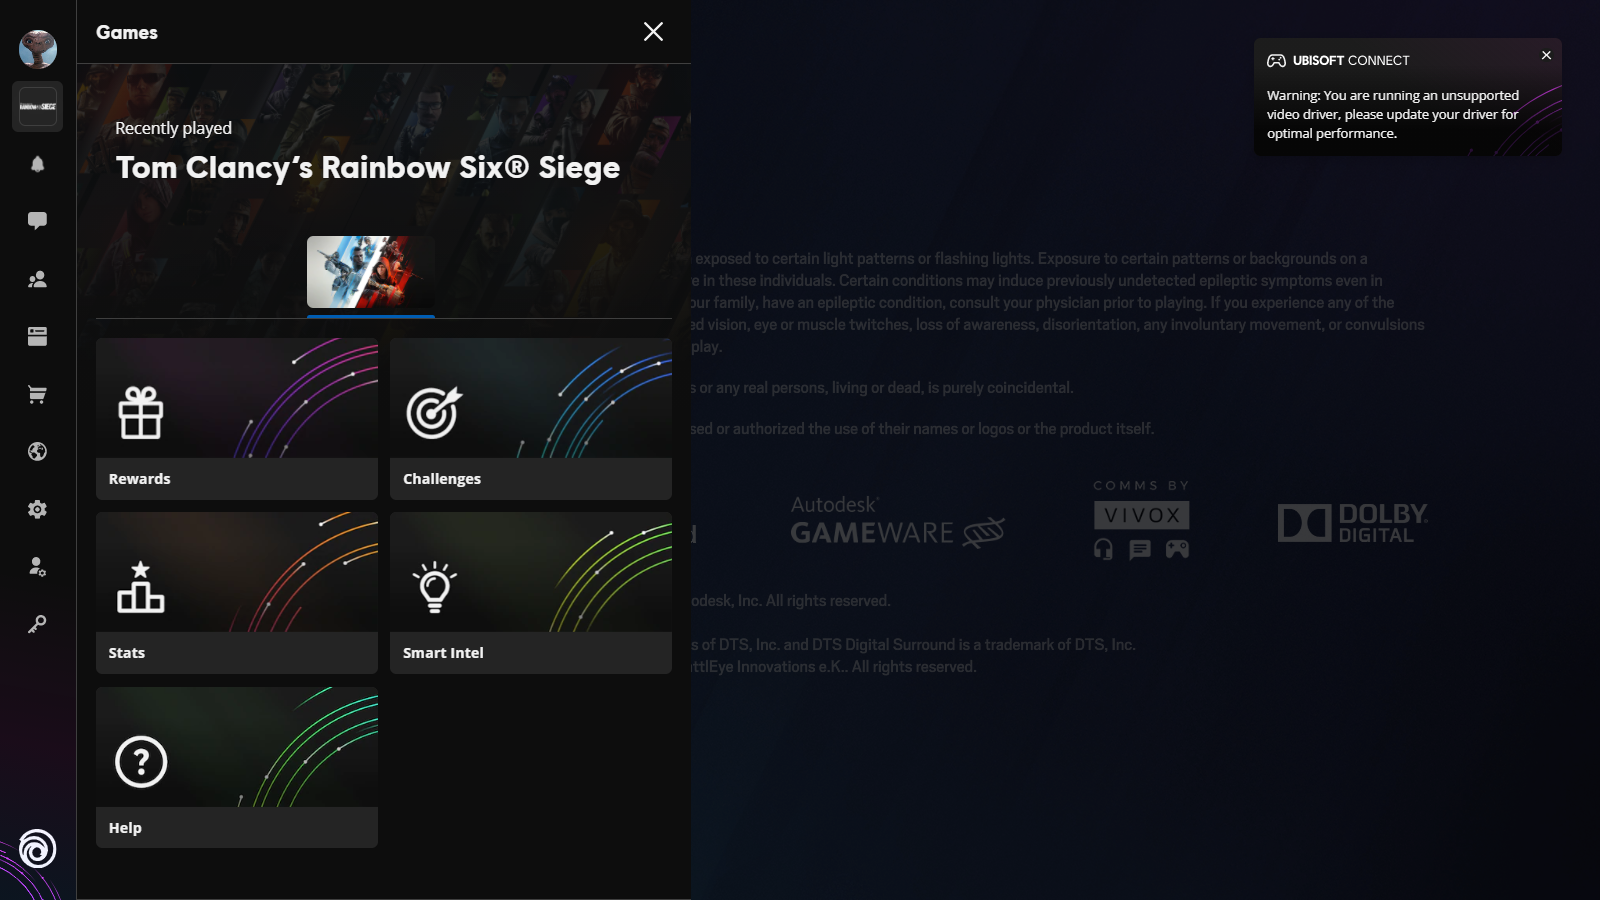 Games
RAINBOW SIX SIEGE
Recently played
Tom Clancy’s Rainbow Six® Siege
Rewards
Challenges
Stats
Smart Intel
Help
UBISOFT CONNECT
Warning: You are running an unsupported
video driver, please update your driver for
optimal performance.
exposed to certain light patterns or flashing lights. Exposure to certain patterns or backgrounds on a
e in these individuals. Certain conditions may induce previously undetected epileptic symptoms even in
our family, have an epileptic condition, consult your physician prior to playing. If you experience any of the
ed vision, eye or muscle twitches, loss of awareness, disorientation, any involuntary movement, or convulsions
play.
s or any real persons, living or dead, is purely coincidental.
sed or authorized the use of their names or logos or the product itself.
Autodesk®
GAMEWARE
COMMS BY
VIVOX
DOLBY®
DIGITAL
odesk, Inc. All rights reserved.
s of DTS, Inc. and DTS Digital Surround is a trademark of DTS, Inc.
attlEye Innovations e.K.. All rights reserved.